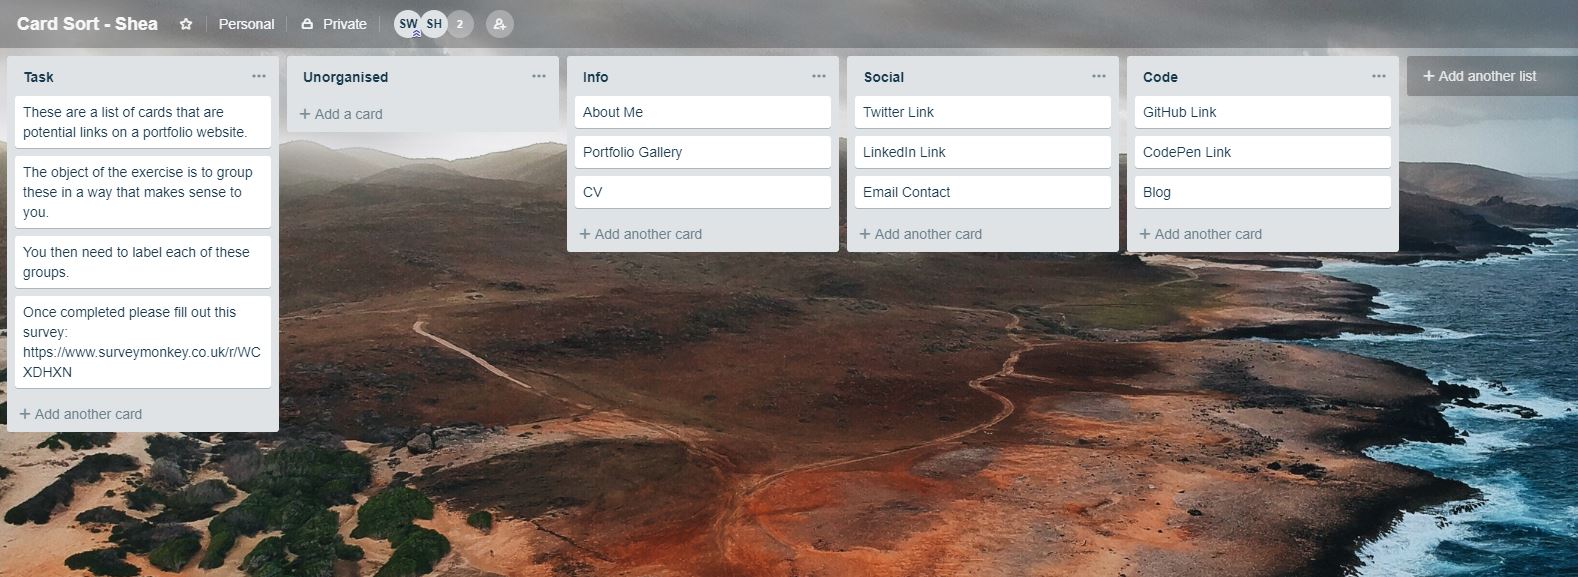 Card Sort - Shea
Personal
Private
SW
SH
2
Task
These are a list of cards that are
potential links on a portfolio website.
The object of the exercise is to group
these in a way that makes sense to
you.
You then need to label each of these
groups.
Once completed please fill out this
survey:
https://www.surveymonkey.co.uk/r/WC
XDHXN
+ Add another card
Unorganised
+ Add a card
Info
About Me
Portfolio Gallery
CV
+ Add another card
Social
Twitter Link
LinkedIn Link
Email Contact
+ Add another card
Code
GitHub Link
CodePen Link
Blog
+ Add another card
+ Add another list